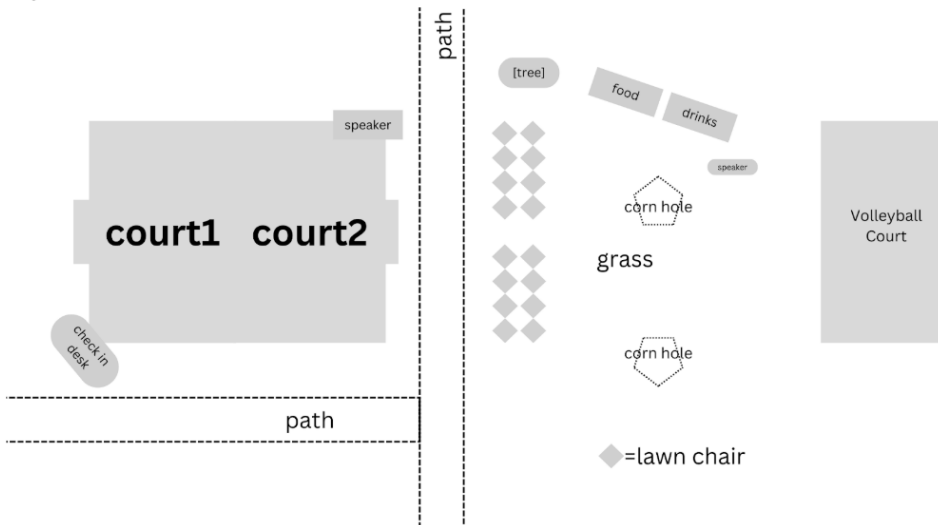 path
[tree]
food
drinks
speaker
speaker
corn hole
court1 court2
Volleyball
Court
grass
check in
desk
corn hole
path
=lawn chair